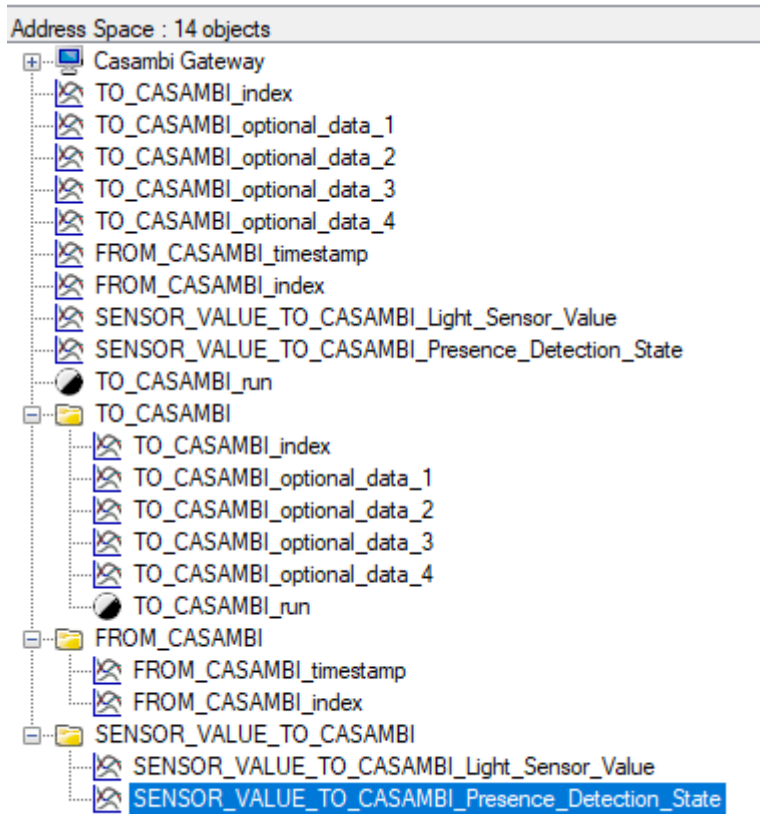 Address Space : 14 objects
Casambi Gateway
TO_CASAMBI_index
TO_CASAMBI_optional_data_1
TO_CASAMBI_optional_data_2
TO_CASAMBI_optional_data_3
TO_CASAMBI_optional_data_4
FROM_CASAMBI_timestamp
FROM_CASAMBI_index
SENSOR_VALUE_TO_CASAMBI_Light_Sensor_Value
SENSOR_VALUE_TO_CASAMBI_Presence_Detection_State
TO_CASAMBI_run
TO_CASAMBI
TO_CASAMBI_index
TO_CASAMBI_optional_data_1
TO_CASAMBI_optional_data_2
TO_CASAMBI_optional_data_3
TO_CASAMBI_optional_data_4
TO_CASAMBI_run
FROM_CASAMBI
FROM_CASAMBI_timestamp
FROM_CASAMBI_index
SENSOR_VALUE_TO_CASAMBI
SENSOR_VALUE_TO_CASAMBI_Light_Sensor_Value
SENSOR_VALUE_TO_CASAMBI_Presence_Detection_State